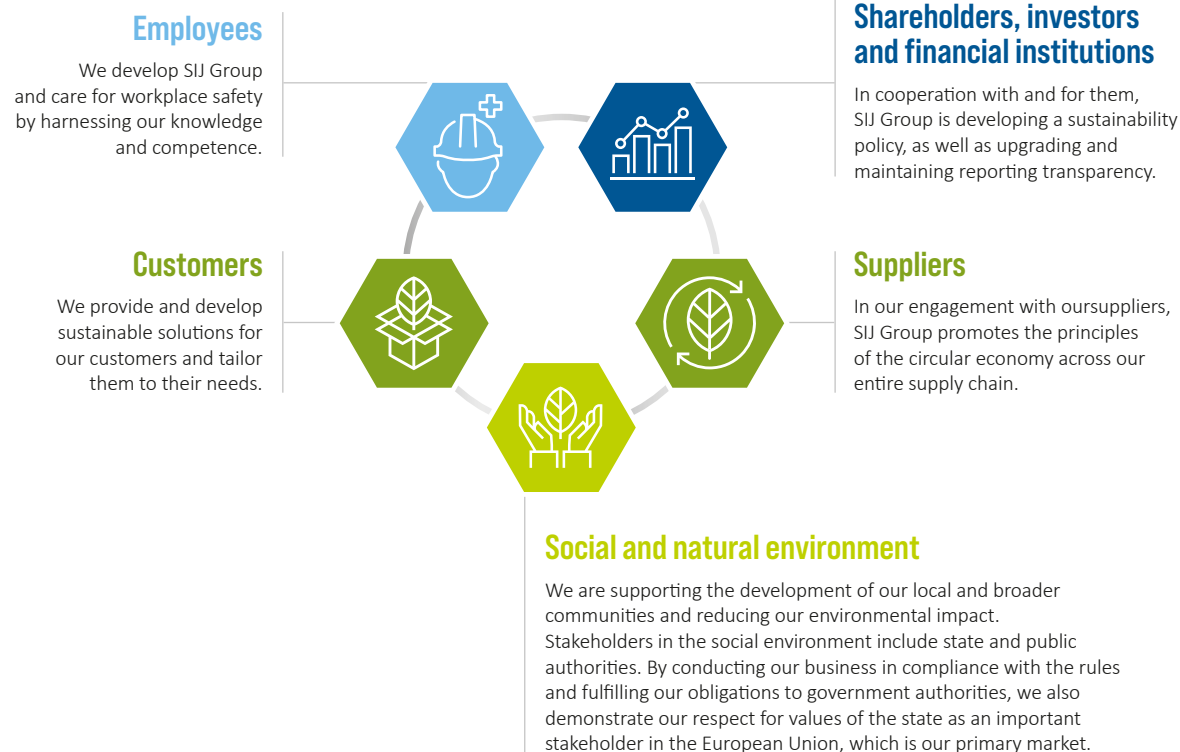 Employees
We develop SIJ Group
and care for workplace safety
by harnessing our knowledge
and competence.
Shareholders, investors
and financial institutions
In cooperation with and for them,
SIJ Group is developing a sustainability
policy, as well as upgrading and
maintaining reporting transparency.
Customers
We provide and develop
sustainable solutions for
our customers and tailor
them to their needs.
Suppliers
In our engagement with oursuppliers,
SIJ Group promotes the principles
of the circular economy across our
entire supply chain.
Social and natural environment
We are supporting the development of our local and broader
communities and reducing our environmental impact.
Stakeholders in the social environment include state and public
authorities. By conducting our business in compliance with the rules
and fulfilling our obligations to government authorities, we also
demonstrate our respect for values of the state as an important
stakeholder in the European Union, which is our primary market.